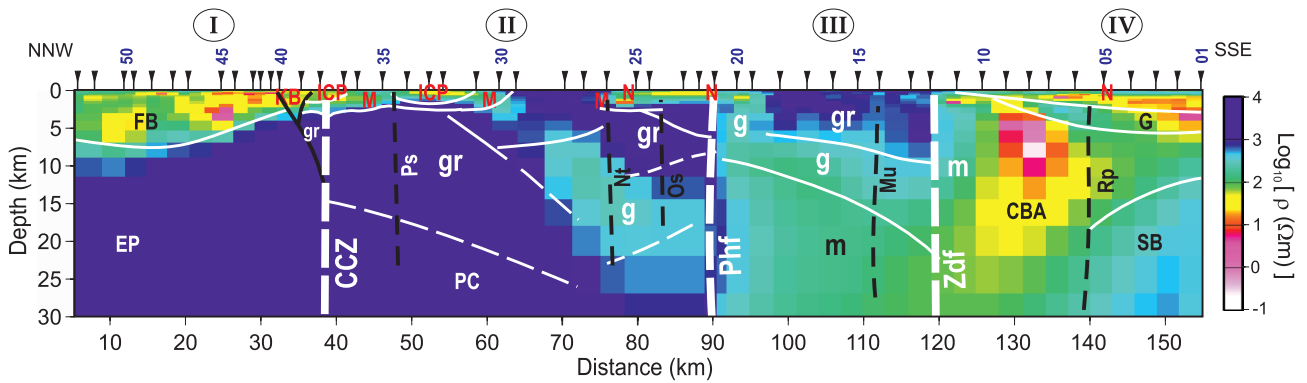 I II III IV
NNW 50 45 40 35 30 25 20 15 10 05 01 SSE
0 KB ICP M ICP M M N N N
FB gr gr gr g gr G
5
10 Ps gr Nf Os g Mu m Rp
15 g CBA
20 EP CCZ PC Phf m Zdf SB
25
30
10 20 30 40 50 60 70 80 90 100 110 120 130 140 150
Depth (km)
Distance (km)
4
3
2
1
0
-1
Log₁₀[ ρ (Ωm) ]